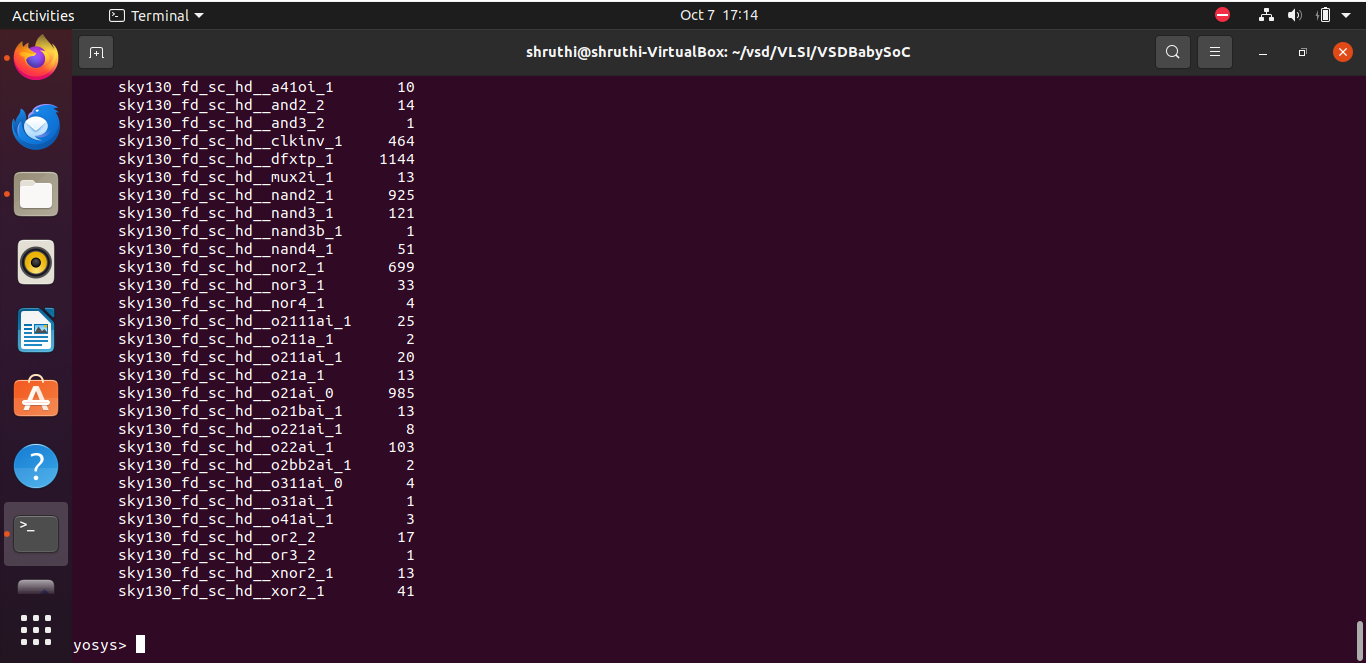 Activities Terminal Oct 7 17:14
shruthi@shruthi-VirtualBox: ~/vsd/VLSI/VSDBabySoC
sky130_fd_sc_hd__a41oi_1 10
sky130_fd_sc_hd__and2_2 14
sky130_fd_sc_hd__and3_2 1
sky130_fd_sc_hd__clkinv_1 464
sky130_fd_sc_hd__dfxtp_1 1144
sky130_fd_sc_hd__mux2i_1 13
sky130_fd_sc_hd__nand2_1 925
sky130_fd_sc_hd__nand3_1 121
sky130_fd_sc_hd__nand3b_1 1
sky130_fd_sc_hd__nand4_1 51
sky130_fd_sc_hd__nor2_1 699
sky130_fd_sc_hd__nor3_1 33
sky130_fd_sc_hd__nor4_1 4
sky130_fd_sc_hd__o2111ai_1 25
sky130_fd_sc_hd__o211a_1 2
sky130_fd_sc_hd__o211ai_1 20
sky130_fd_sc_hd__o21a_1 13
sky130_fd_sc_hd__o21ai_0 985
sky130_fd_sc_hd__o21bai_1 13
sky130_fd_sc_hd__o221ai_1 8
sky130_fd_sc_hd__o22ai_1 103
sky130_fd_sc_hd__o2bb2ai_1 2
sky130_fd_sc_hd__o311ai_0 4
sky130_fd_sc_hd__o31ai_1 1
sky130_fd_sc_hd__o41ai_1 3
sky130_fd_sc_hd__or2_2 17
sky130_fd_sc_hd__or3_2 1
sky130_fd_sc_hd__xnor2_1 13
sky130_fd_sc_hd__xor2_1 41
yosys>